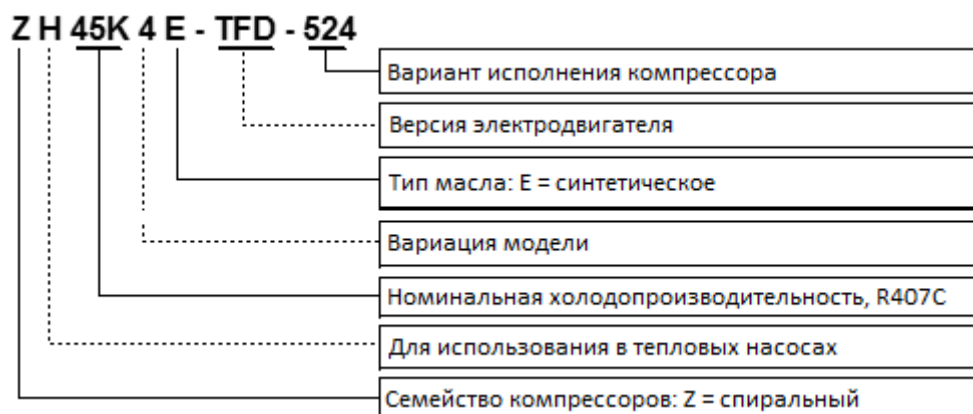 Z H 45K 4 E - TFD - 524
Вариант исполнения компрессора
Версия электродвигателя
Тип масла: E = синтетическое
Вариация модели
Номинальная холодопроизводительность, R407C
Для использования в тепловых насосах
Семейство компрессоров: Z = спиральный